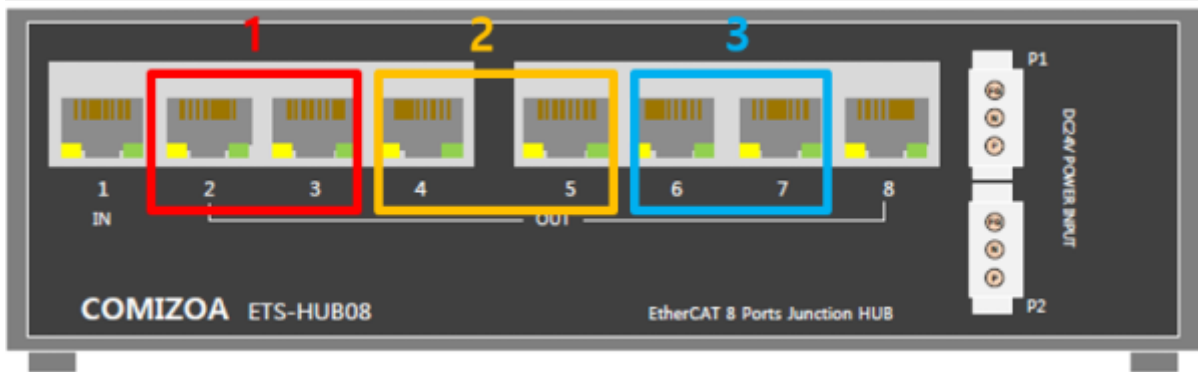 1 2 3
P1
1 2 3 4 5 6 7 8
IN
OUT
DC24V POWER INPUT
COMIZOA ETS-HUB08
EtherCAT 8 Ports Junction HUB
P2